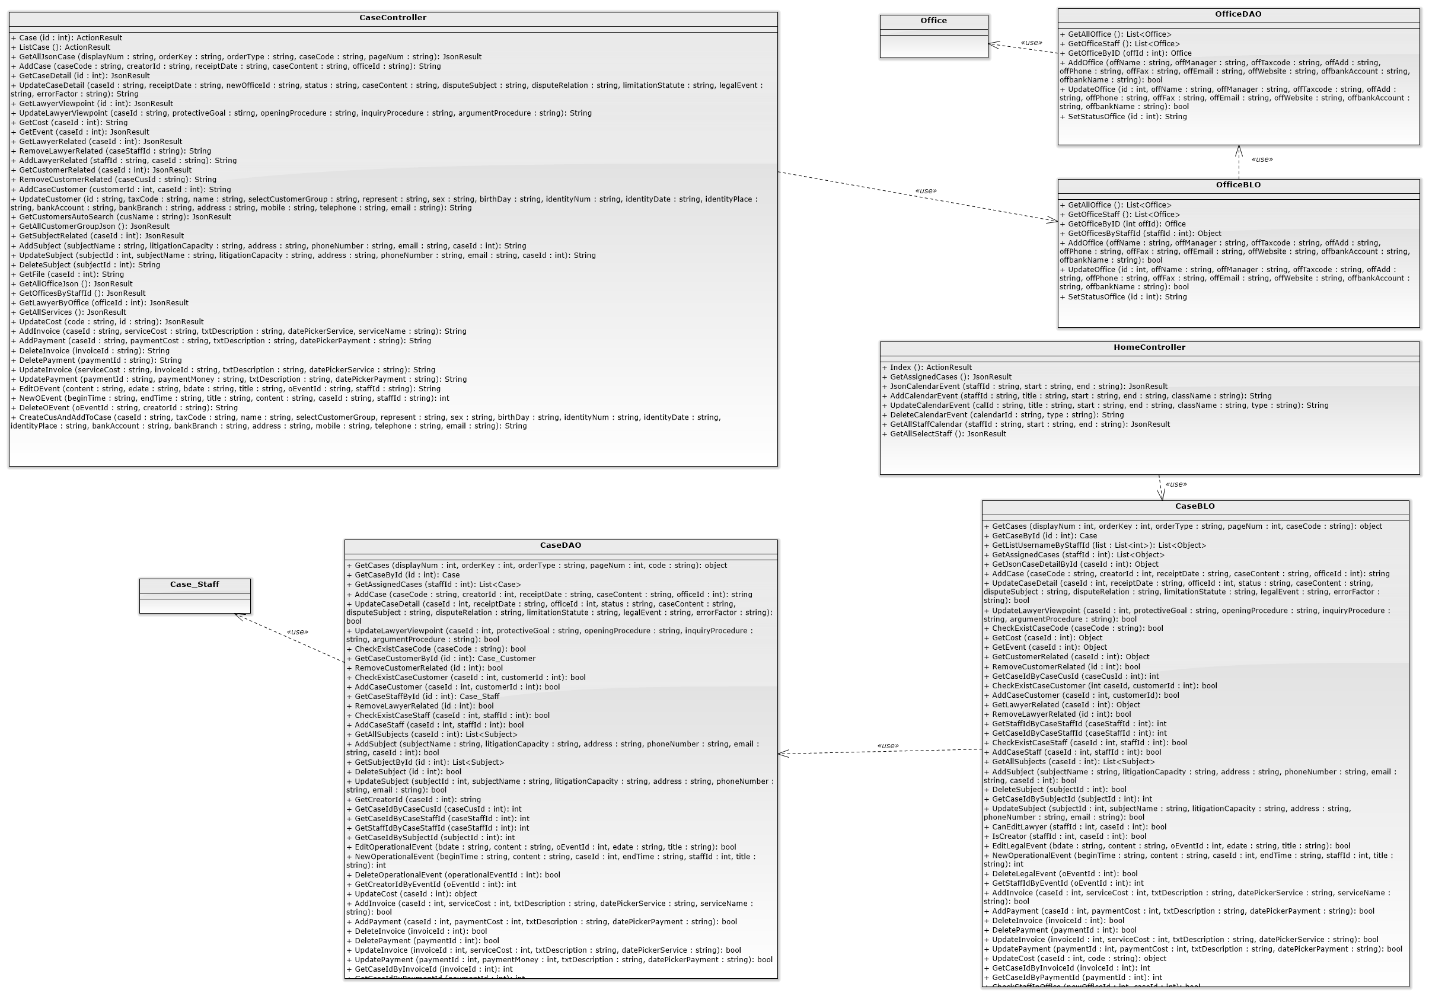 CaseController
+ Case (id : int): ActionResult
+ ListCase (): ActionResult
+ GetAllJsonCase (displayNum : string, orderKey : string, orderType : string, caseCode : string, pageNum : string): JsonResult
+ AddCase (caseCode : string, creatorId : string, receiptDate : string, caseContent : string, officeId : string): String
+ GetCaseDetail (id : int): JsonResult
+ UpdateCaseDetail (caseId : string, receiptDate : string, newOfficeId : string, status : string, caseContent : string, disputeSubject : string, disputeRelation : string, limitationStatute : string, legalEvent :
string, errorFactor : string): String
+ GetLawyerViewpoint (id : int): JsonResult
+ UpdateLawyerViewpoint (caseId : string, protectiveGoal : stirng, openingProcedure : string, inquiryProcedure : string, argumentProcedure : string): String
+ GetCost (caseId : int): String
+ GetEvent (caseId : int): JsonResult
+ GetLawyerRelated (caseId : int): JsonResult
+ RemoveLawyerRelated (caseStaffId : string): String
+ AddLawyerRelated (staffId : string, caseId : string): String
+ GetCustomerRelated (caseId : int): JsonResult
+ RemoveCustomerRelated (caseCusId : string): String
+ AddCaseCustomer (customerId : int, caseId : int): String
+ UpdateCustomer (id : string, taxCode : string, name : string, selectCustomerGroup : string, represent : string, sex : string, birthDay : string, identityNum : string, identityDate : string, identityPlace :
string, bankAccount : string, bankBranch : string, address : string, mobile : string, telephone : string, email : string): String
+ GetCustomersAutoSearch (cusName : string): JsonResult
+ GetAllCustomerGroupJson (): JsonResult
+ GetSubjectRelated (caseId : int): JsonResult
+ AddSubject (subjectName : string, litigationCapacity : string, address : string, phoneNumber : string, email : string, caseId : int): String
+ UpdateSubject (subjectId : int, subjectName : string, litigationCapacity : string, address : string, phoneNumber : string, email : string, caseId : int): String
+ DeleteSubject (subjectId : int): String
+ GetFile (caseId : int): String
+ GetAllOfficeJson (): JsonResult
+ GetOfficesByStaffId (): JsonResult
+ GetLawyerByOffice (officeId : int): JsonResult
+ GetAllServices (): JsonResult
+ UpdateCost (code : string, id : string): JsonResult
+ AddInvoice (caseId : string, serviceCost : string, txtDescription : string, datePickerService : string, serviceName : string): String
+ AddPayment (caseId : string, paymentCost : string, txtDescription : string, datePickerPayment : string): String
+ DeleteInvoice (invoiceId : string): String
+ DeletePayment (paymentId : string): String
+ UpdateInvoice (serviceCost : string, invoiceId : string, txtDescription : string, datePickerService : string): String
+ UpdatePayment (paymentId : string, paymentMoney : string, txtDescription : string, datePickerPayment : string): String
+ EditOEvent (content : string, edate : string, bdate : string, title : string, oEventId : string, staffId : string): String
+ NewOEvent (beginTime : string, endTime : string, title : string, content : string, caseId : string, staffId : string): int
+ DeleteOEvent (oEventId : string, creatorId : string): String
+ CreateCusAndAddToCase (caseId : string, taxCode : string, name : string, selectCustomerGroup, represent : string, sex : string, birthDay : string, identityNum : string, identityDate : string,
identityPlace : string, bankAccount : string, bankBranch : string, address : string, mobile : string, telephone : string, email : string): String
Office
«use»
OfficeDAO
+ GetAllOffice (): List<Office>
+ GetOfficeStaff (): List<Office>
+ GetOfficeByID (offId : int): Office
+ AddOffice (offName : string, offManager : string, offTaxcode : string, offAdd : string,
offPhone : string, offFax : string, offEmail : string, offWebsite : string, offbankAccount : string,
offbankName : string): bool
+ UpdateOffice (id : int, offName : string, offManager : string, offTaxcode : string, offAdd :
string, offPhone : string, offFax : string, offEmail : string, offWebsite : string, offbankAccount :
string, offbankName : string): bool
+ SetStatusOffice (id : int): String
«use»
«use»
OfficeBLO
+ GetAllOffice (): List<Office>
+ GetOfficeStaff (): List<Office>
+ GetOfficeByID (int offId): Office
+ GetOfficesByStaffId (staffId : int): Object
+ AddOffice (offName : string, offManager : string, offTaxcode : string, offAdd : string,
offPhone : string, offFax : string, offEmail : string, offWebsite : string, offbankAccount : string,
offbankName : string): bool
+ UpdateOffice (id : int, offName : string, offManager : string, offTaxcode : string, offAdd :
string, offPhone : string, offFax : string, offEmail : string, offWebsite : string, offbankAccount :
string, offbankName : string): bool
+ SetStatusOffice (id : int): String
HomeController
+ Index (): ActionResult
+ GetAssignedCases (): JsonResult
+ JsonCalendarEvent (staffId : string, start : string, end : string): JsonResult
+ AddCalendarEvent (staffId : string, title : string, start : string, end : string, className : string): String
+ UpdateCalendarEvent (calId : string, title : string, start : string, end : string, className : string, type : string): String
+ DeleteCalendarEvent (calendarId : string, type : string): String
+ GetAllStaffCalendar (staffId : string, start : string, end : string): JsonResult
+ GetAllSelectStaff (): JsonResult
«use»
CaseBLO
+ GetCases (displayNum : int, orderKey : int, orderType : string, pageNum : int, caseCode : string): object
+ GetCaseById (id : int): Case
+ GetListUsernameByStaffId (list : List<int>): List<Object>
+ GetAssignedCases (staffId : int): List<Object>
+ GetJsonCaseDetailById (caseId : int): Object
+ AddCase (caseCode : string, creatorId : int, receiptDate : string, caseContent : string, officeId : int): string
+ UpdateCaseDetail (caseId : int, receiptDate : string, officeId : int, status : string, caseContent : string,
disputeSubject : string, disputeRelation : string, limitationStatute : string, legalEvent : string, errorFactor :
string): bool
+ UpdateLawyerViewpoint (caseId : int, protectiveGoal : string, openingProcedure : string, inquiryProcedure :
string, argumentProcedure : string): bool
+ CheckExistCaseCode (caseCode : string): bool
+ GetCost (caseId : int): Object
+ GetEvent (caseId : int): Object
+ GetCustomerRelated (caseId : int): Object
+ RemoveCustomerRelated (id : int): bool
+ GetCaseIdByCaseCusId (caseCusId : int): int
+ CheckExistCaseCustomer (int caseId, customerId : int): bool
+ AddCaseCustomer (caseId : int, customerId): bool
+ GetLawyerRelated (caseId : int): Object
+ RemoveLawyerRelated (id : int): bool
+ GetStaffIdByCaseStaffId (caseStaffId : int): int
+ GetCaseIdByCaseStaffId (caseStaffId : int): int
+ CheckExistCaseStaff (caseId : int, staffId : int): bool
+ AddCaseStaff (caseId : int, staffId : int): bool
+ GetAllSubjects (caseId : int): List<Subject>
+ AddSubject (subjectName : string, litigationCapacity : string, address : string, phoneNumber : string, email
: string, caseId : int): bool
+ DeleteSubject (subjectId : int): bool
+ GetCaseIdBySubjectId (subjectId : int): int
+ UpdateSubject (subjectId : int, subjectName : string, litigationCapacity : string, address : string,
phoneNumber : string, email : string): bool
+ CanEditLawyer (staffId : int, caseId : int): bool
+ IsCreator (staffId : int, caseId : int): bool
+ EditLegalEvent (bdate : string, content : string, oEventId : int, edate : string, title : string): bool
+ NewOperationalEvent (beginTime : string, content : string, caseId : int, endTime : string, staffId : int, title :
string): int
+ DeleteLegalEvent (oEventId : int): bool
+ GetStaffIdByEventId (oEventId : int): int
+ AddInvoice (caseId : int, serviceCost : int, txtDescription : string, datePickerService : string, serviceName :
string): bool
+ AddPayment (caseId : int, paymentCost : int, txtDescription : string, datePickerPayment : string): bool
+ DeleteInvoice (invoiceId : int): bool
+ DeletePayment (paymentId : int): bool
+ UpdateInvoice (invoiceId : int, serviceCost : int, txtDescription : string, datePickerService : string): bool
+ UpdatePayment (paymentId : int, paymentCost : int, txtDescription : string, datePickerPayment : string): bool
+ UpdateCost (caseId : int, code : string): object
+ GetCaseIdByInvoiceId (invoiceId : int): int
+ GetCaseIdByPaymentId (paymentId : int): int
+ CheckStaffInOffice (newOfficeId : int, caseId : int): bool
«use»
CaseDAO
+ GetCases (displayNum : int, orderKey : int, orderType : string, pageNum : int, code : string): object
+ GetCaseById (id : int): Case
+ GetAssignedCases (staffId : int): List<Case>
+ AddCase (caseCode : string, creatorId : int, receiptDate : string, caseContent : string, officeId : int): string
+ UpdateCaseDetail (caseId : int, receiptDate : string, officeId : int, status : string, caseContent : string,
disputeSubject : string, disputeRelation : string, limitationStatute : string, legalEvent : string, errorFactor : string):
bool
+ UpdateLawyerViewpoint (caseId : int, protectiveGoal : string, openingProcedure : string, inquiryProcedure :
string, argumentProcedure : string): bool
+ CheckExistCaseCode (caseCode : string): bool
+ GetCaseCustomerById (id : int): Case_Customer
+ RemoveCustomerRelated (id : int): bool
+ CheckExistCaseCustomer (caseId : int, customerId : int): bool
+ AddCaseCustomer (caseId : int, customerId : int): bool
+ GetCaseStaffById (id : int): Case_Staff
+ RemoveLawyerRelated (id : int): bool
+ CheckExistCaseStaff (caseId : int, staffId : int): bool
+ AddCaseStaff (caseId : int, staffId : int): bool
+ GetAllSubjects (caseId : int): List<Subject>
+ AddSubject (subjectName : string, litigationCapacity : string, address : string, phoneNumber : string, email
: string, caseId : int): bool
+ GetSubjectById (id : int): List<Subject>
+ DeleteSubject (id : int): bool
+ UpdateSubject (subjectId : int, subjectName : string, litigationCapacity : string, address : string, phoneNumber :
string, email : string): bool
+ GetCreatorId (caseId : int): string
+ GetCaseIdByCaseCusId (caseCusId : int): int
+ GetCaseIdByCaseStaffId (caseStaffId : int): int
+ GetStaffIdByCaseStaffId (caseStaffId : int): int
+ GetCaseIdBySubjectId (subjectId : int): int
+ EditOperationalEvent (bdate : string, content : string, oEventId : int, edate : string, title : string): bool
+ NewOperationalEvent (beginTime : string, content : string, caseId : int, endTime : string, staffId : int, title :
string): int
+ DeleteOperationalEvent (operationalEventId : int): bool
+ GetCreatorIdByEventId (oEventId : int): int
+ UpdateCost (caseId : int): object
+ AddInvoice (caseId : int, serviceCost : int, txtDescription : string, datePickerService : string, serviceName :
string): bool
+ AddPayment (caseId : int, paymentCost : int, txtDescription : string, datePickerPayment : string): bool
+ DeleteInvoice (invoiceId : int): bool
+ DeletePayment (paymentId : int): bool
+ UpdateInvoice (invoiceId : int, serviceCost : int, txtDescription : string, datePickerService : string): bool
+ UpdatePayment (paymentId : int, paymentMoney : int, txtDescription : string, datePickerPayment : string): bool
+ GetCaseIdByInvoiceId (invoiceId : int): int
+ GetCaseIdByPaymentId (paymentId : int): int
«use»
Case_Staff